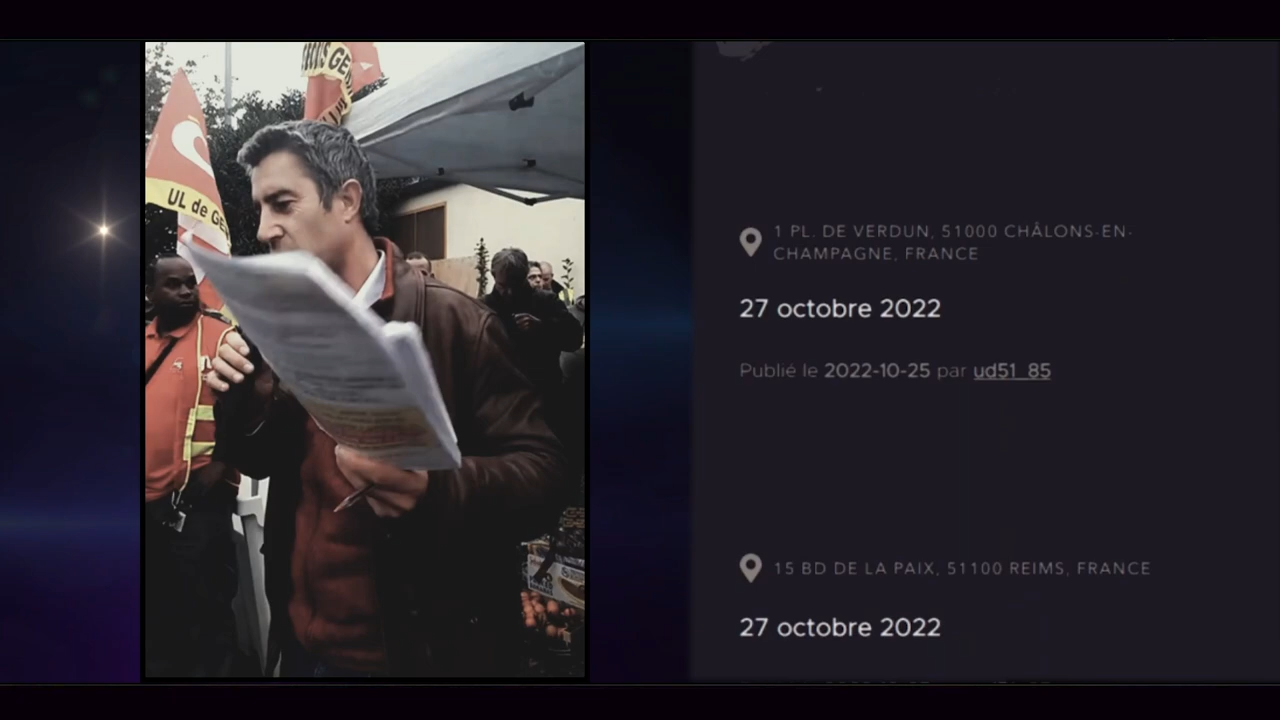 UL de GE
1 PL. DE VERDUN, 51000 CHÂLONS-EN-
CHAMPAGNE, FRANCE
27 octobre 2022
Publié le 2022-10-25 par ud51_85
15 BD DE LA PAIX, 51100 REIMS, FRANCE
27 octobre 2022